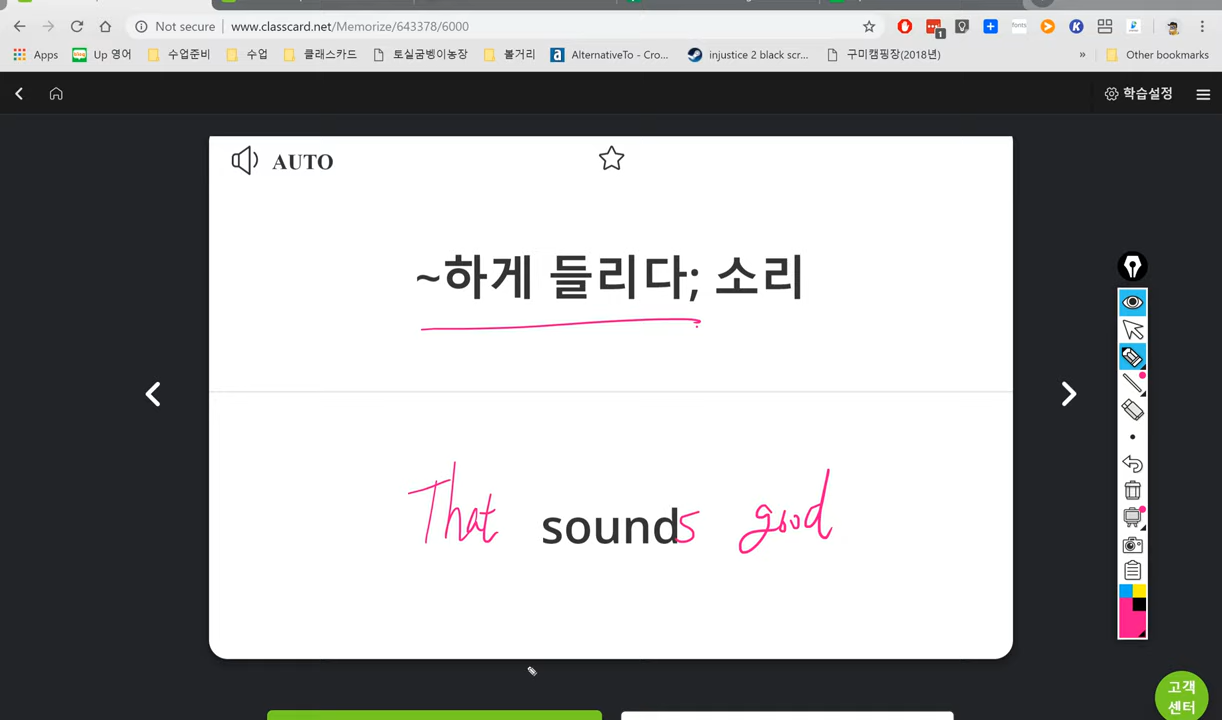 Not secure www.classcard.net/Memorize/643378/6000
Apps Up 영어 수업준비 수업 클래스카드 토실굼벵이농장 볼거리 AlternativeTo - Cro... injustice 2 black scr... 구미캠핑장(2018년) » Other bookmarks
학습설정
AUTO
~하게 들리다; 소리
That sounds good
고객
센터